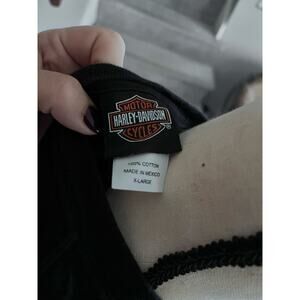 MOTOR
HARLEY-DAVIDSON
CYCLES
®
100% COTTON
MADE IN MEXICO
X-LARGE